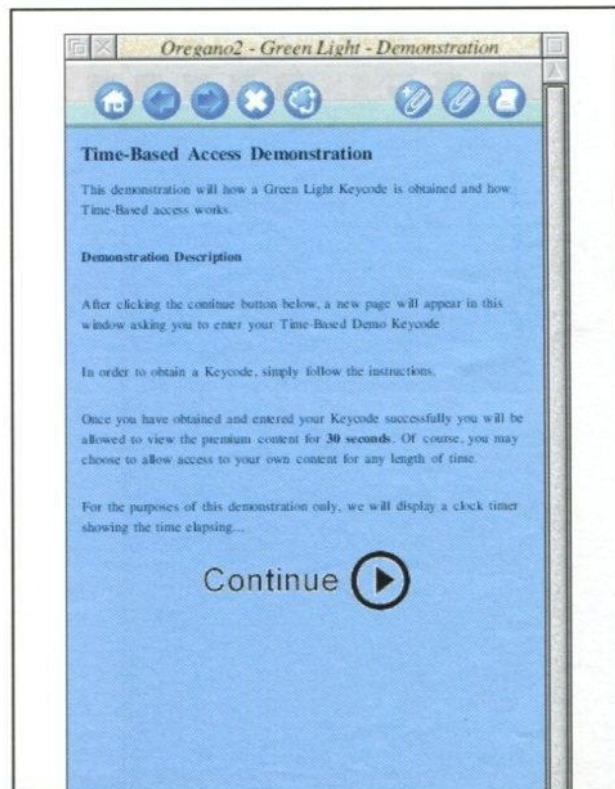 Oregano2 - Green Light - Demonstration
Time-Based Access Demonstration
This demonstration will how a Green Light Keycode is obtained and how
Time-Based access works.
Demonstration Description
After clicking the continue button below, a new page will appear in this
window asking you to enter your Time-Based Demo Keycode
In order to obtain a Keycode, simply follow the instructions.
Once you have obtained and entered your Keycode successfully you will be
allowed to view the premium content for 30 seconds. Of course, you may
choose to allow access to your own content for any length of time.
For the purposes of this demonstration only, we will display a clock timer
showing the time elapsing...
Continue